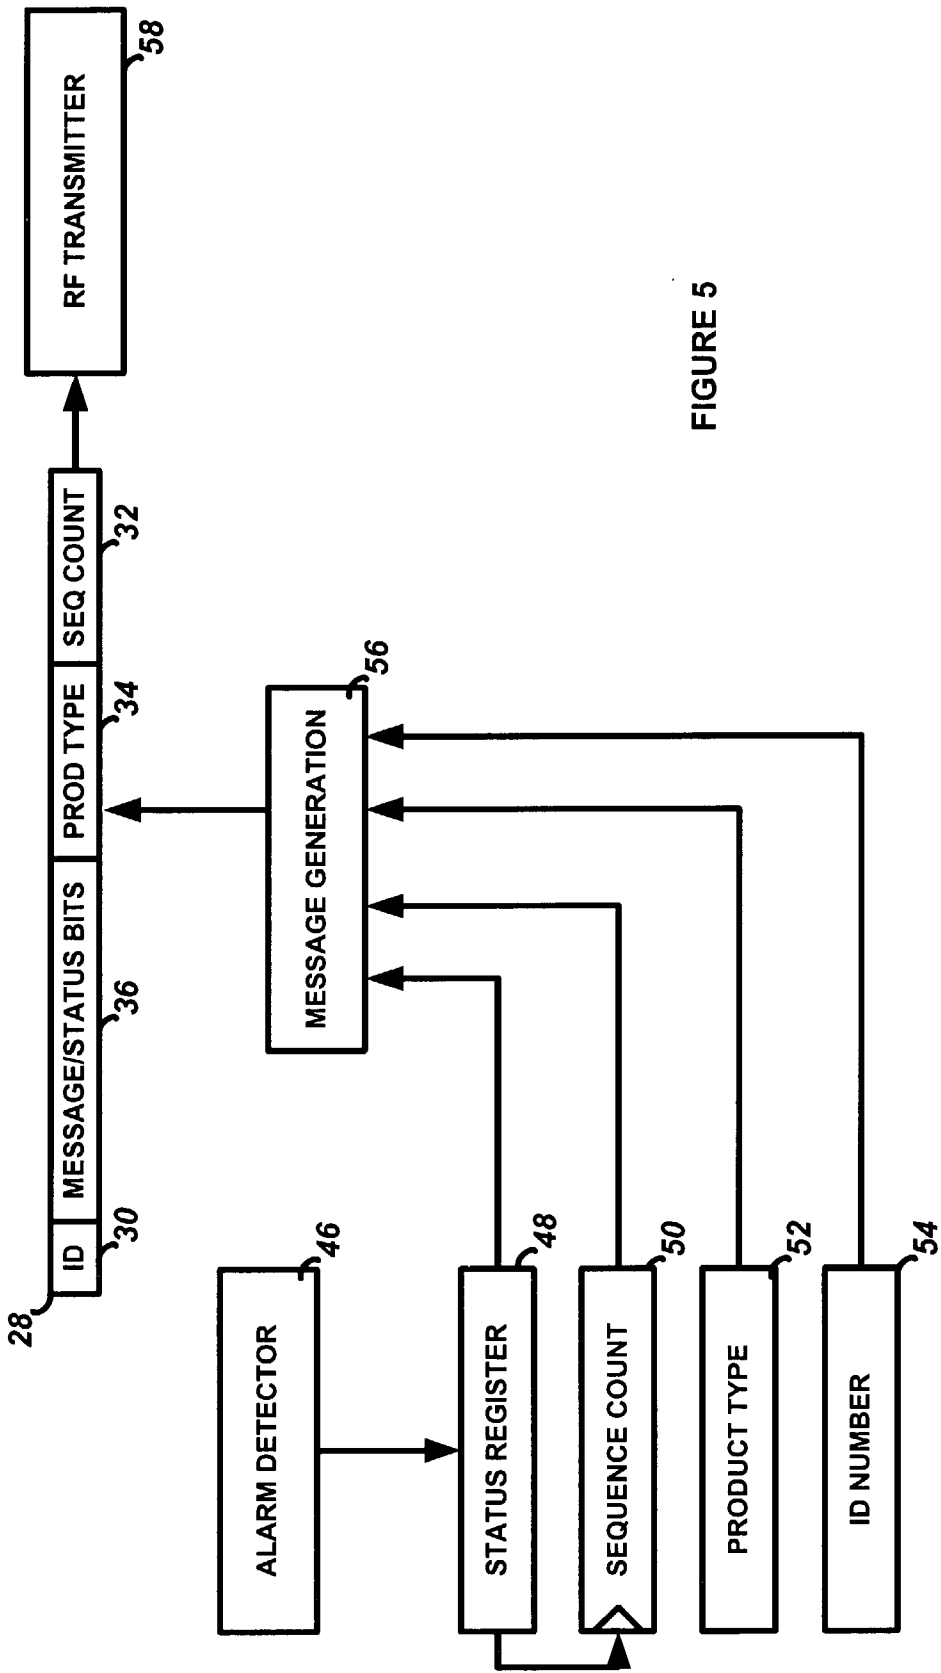 28
ID
30
MESSAGE/STATUS BITS
36
PROD TYPE
34
SEQ COUNT
32
RF TRANSMITTER
58
ALARM DETECTOR
46
MESSAGE GENERATION
56
STATUS REGISTER
48
SEQUENCE COUNT
50
PRODUCT TYPE
52
ID NUMBER
54
FIGURE 5